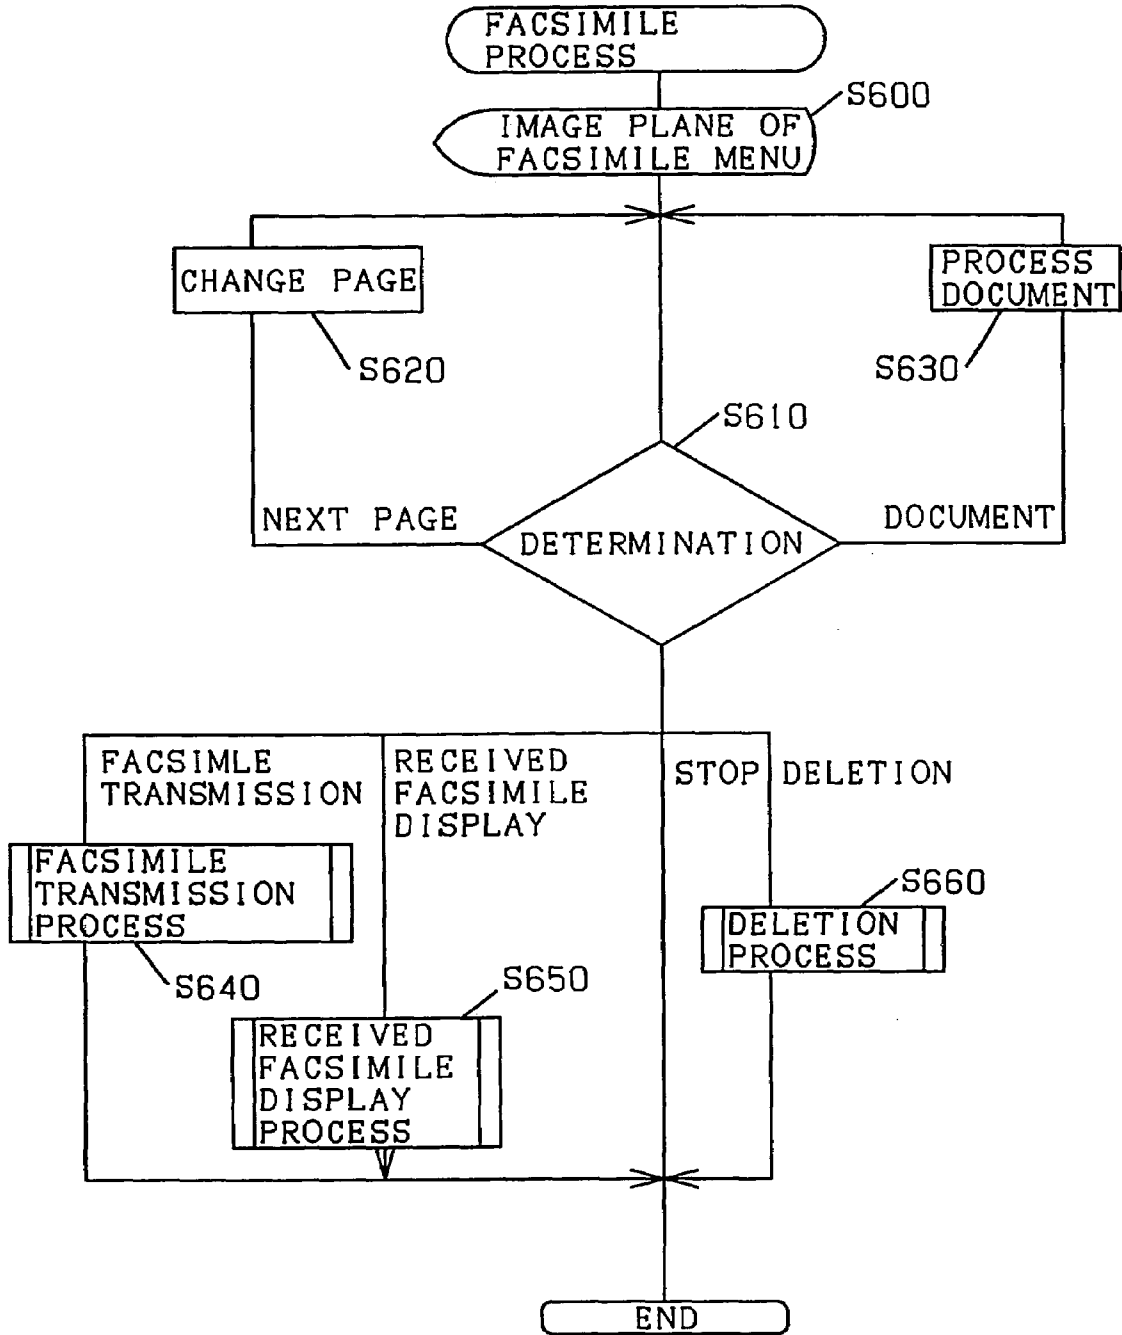 FACSIMILE
PROCESS
S600
IMAGE PLANE OF
FACSIMILE MENU
CHANGE PAGE
PROCESS
DOCUMENT
S620
S630
S610
NEXT PAGE
DETERMINATION
DOCUMENT
FACSIMLE
TRANSMISSION
RECEIVED
FACSIMILE
DISPLAY
STOP
DELETION
FACSIMILE
TRANSMISSION
PROCESS
S660
DELETION
PROCESS
S640
S650
RECEIVED
FACSIMILE
DISPLAY
PROCESS
END